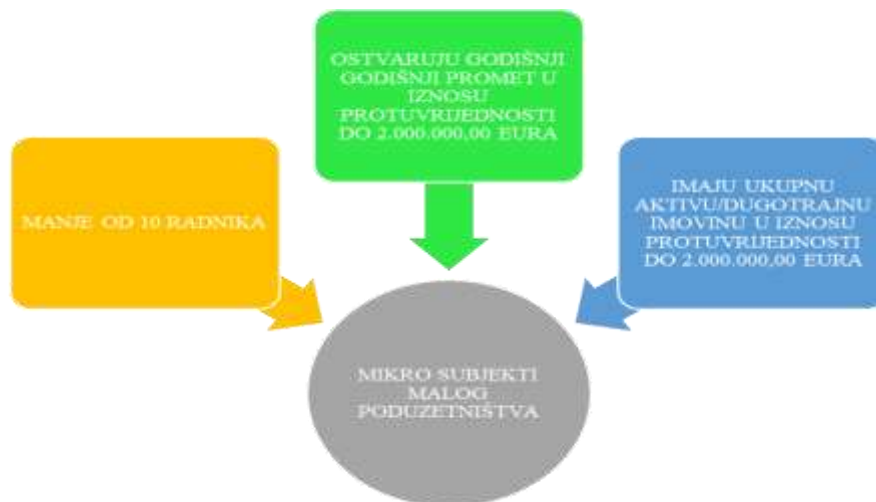 OSTVARUJU GODIŠNJI
GODIŠNJI PROMET U
IZNOSU
PROTUVRIJEDNOSTI
DO 2.000.000,00 EURA
MANJE OD 10 RADNIKA
IMAJU UKUPNU
AKTIVU/DUGOTRAJNU
IMOVINU U IZNOSU
PROTUVRIJEDNOSTI
DO 2.000.000,00 EURA
MIKRO SUBJEKTI
MALOG
PODUZETNIŠTVA